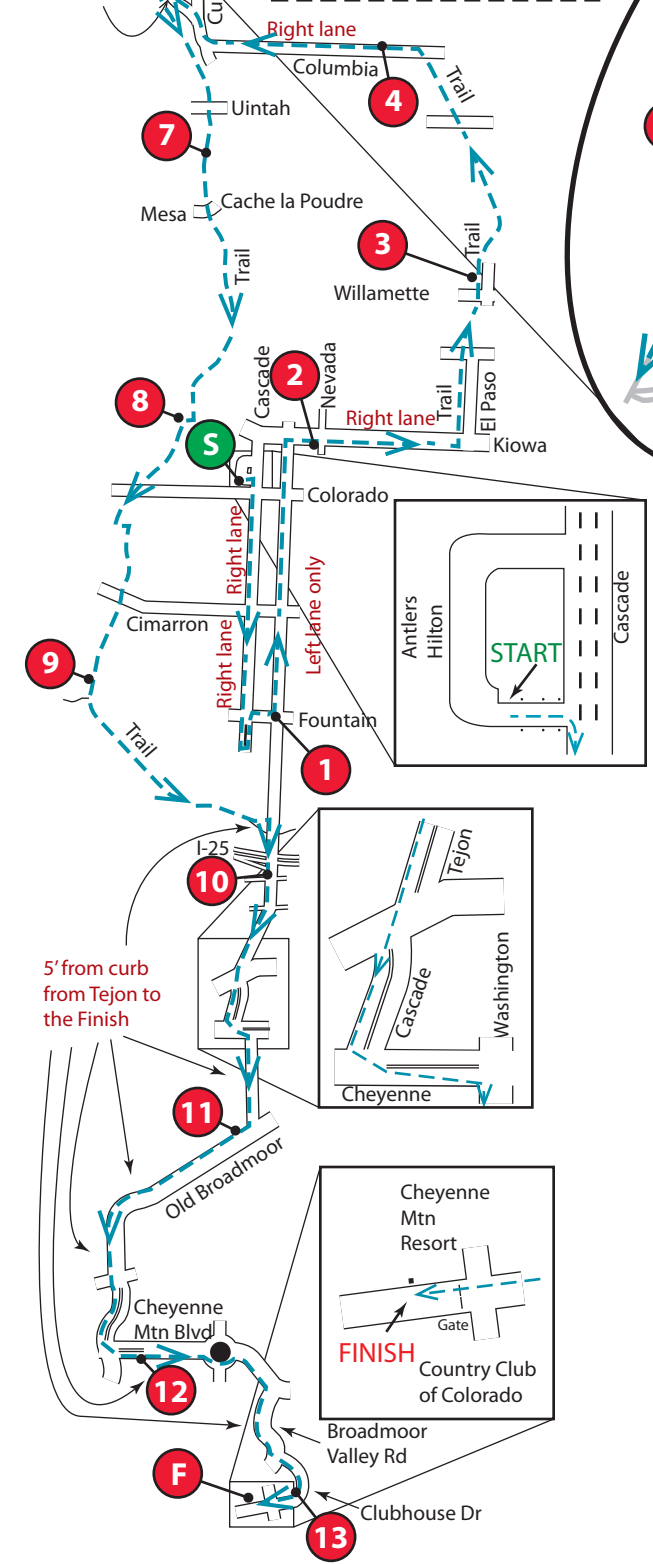 Cu
Right lane
Columbia
4
Trail
Uintah
7
Cache la Poudre
Mesa
Trail
Trail
3
Willamette
Cascade
Nevada
2
8
S
Right lane
Trail
El Paso
Kiowa
Colorado
Right lane
Cimarron
Right lane
Left lane only
9
Fountain
1
Trail
Antlers
Hilton
START
Cascade
I-25
10
Tejon
Cascade
Washington
Cheyenne
5' from curb
from Tejon to
the Finish
11
Old Broadmoor
Cheyenne
Mtn
Resort
Gate
FINISH
Country Club
of Colorado
Cheyenne
Mtn Blvd
12
Broadmoor
Valley Rd
F
Clubhouse Dr
13